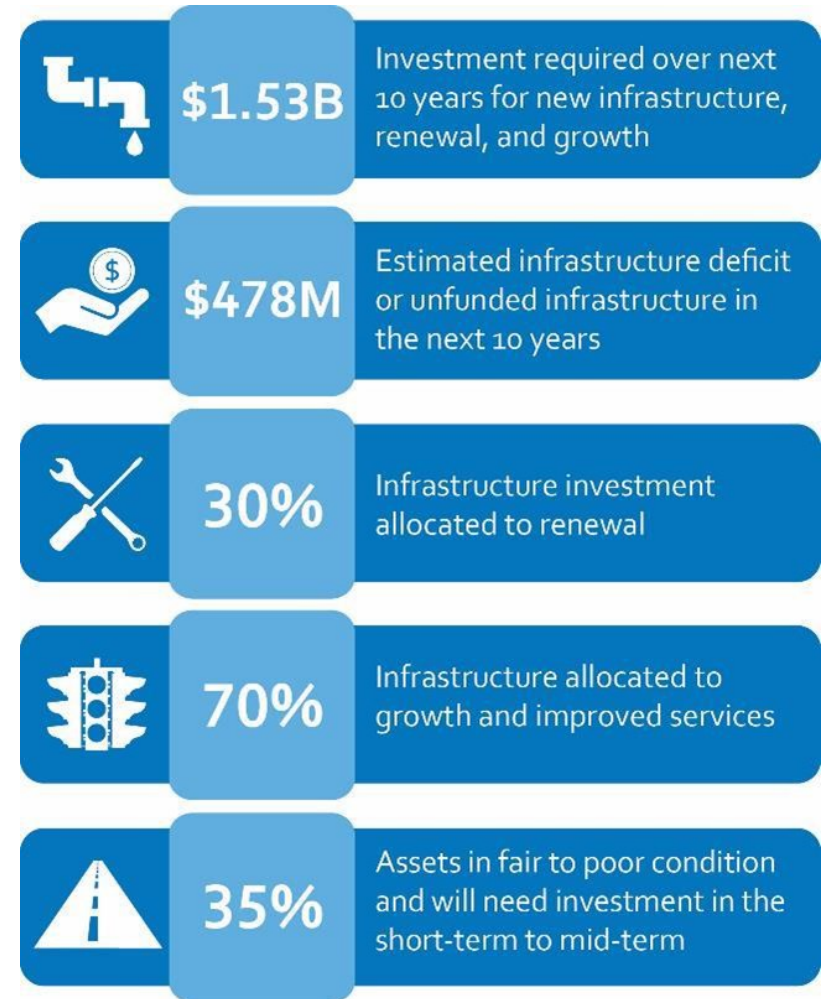 $1.53B
Investment required over next
10 years for new infrastructure,
renewal, and growth
$
$478M
Estimated infrastructure deficit
or unfunded infrastructure in
the next 10 years
30%
Infrastructure investment
allocated to renewal
70%
Infrastructure allocated to
growth and improved services
35%
Assets in fair to poor condition
and will need investment in the
short-term to mid-term